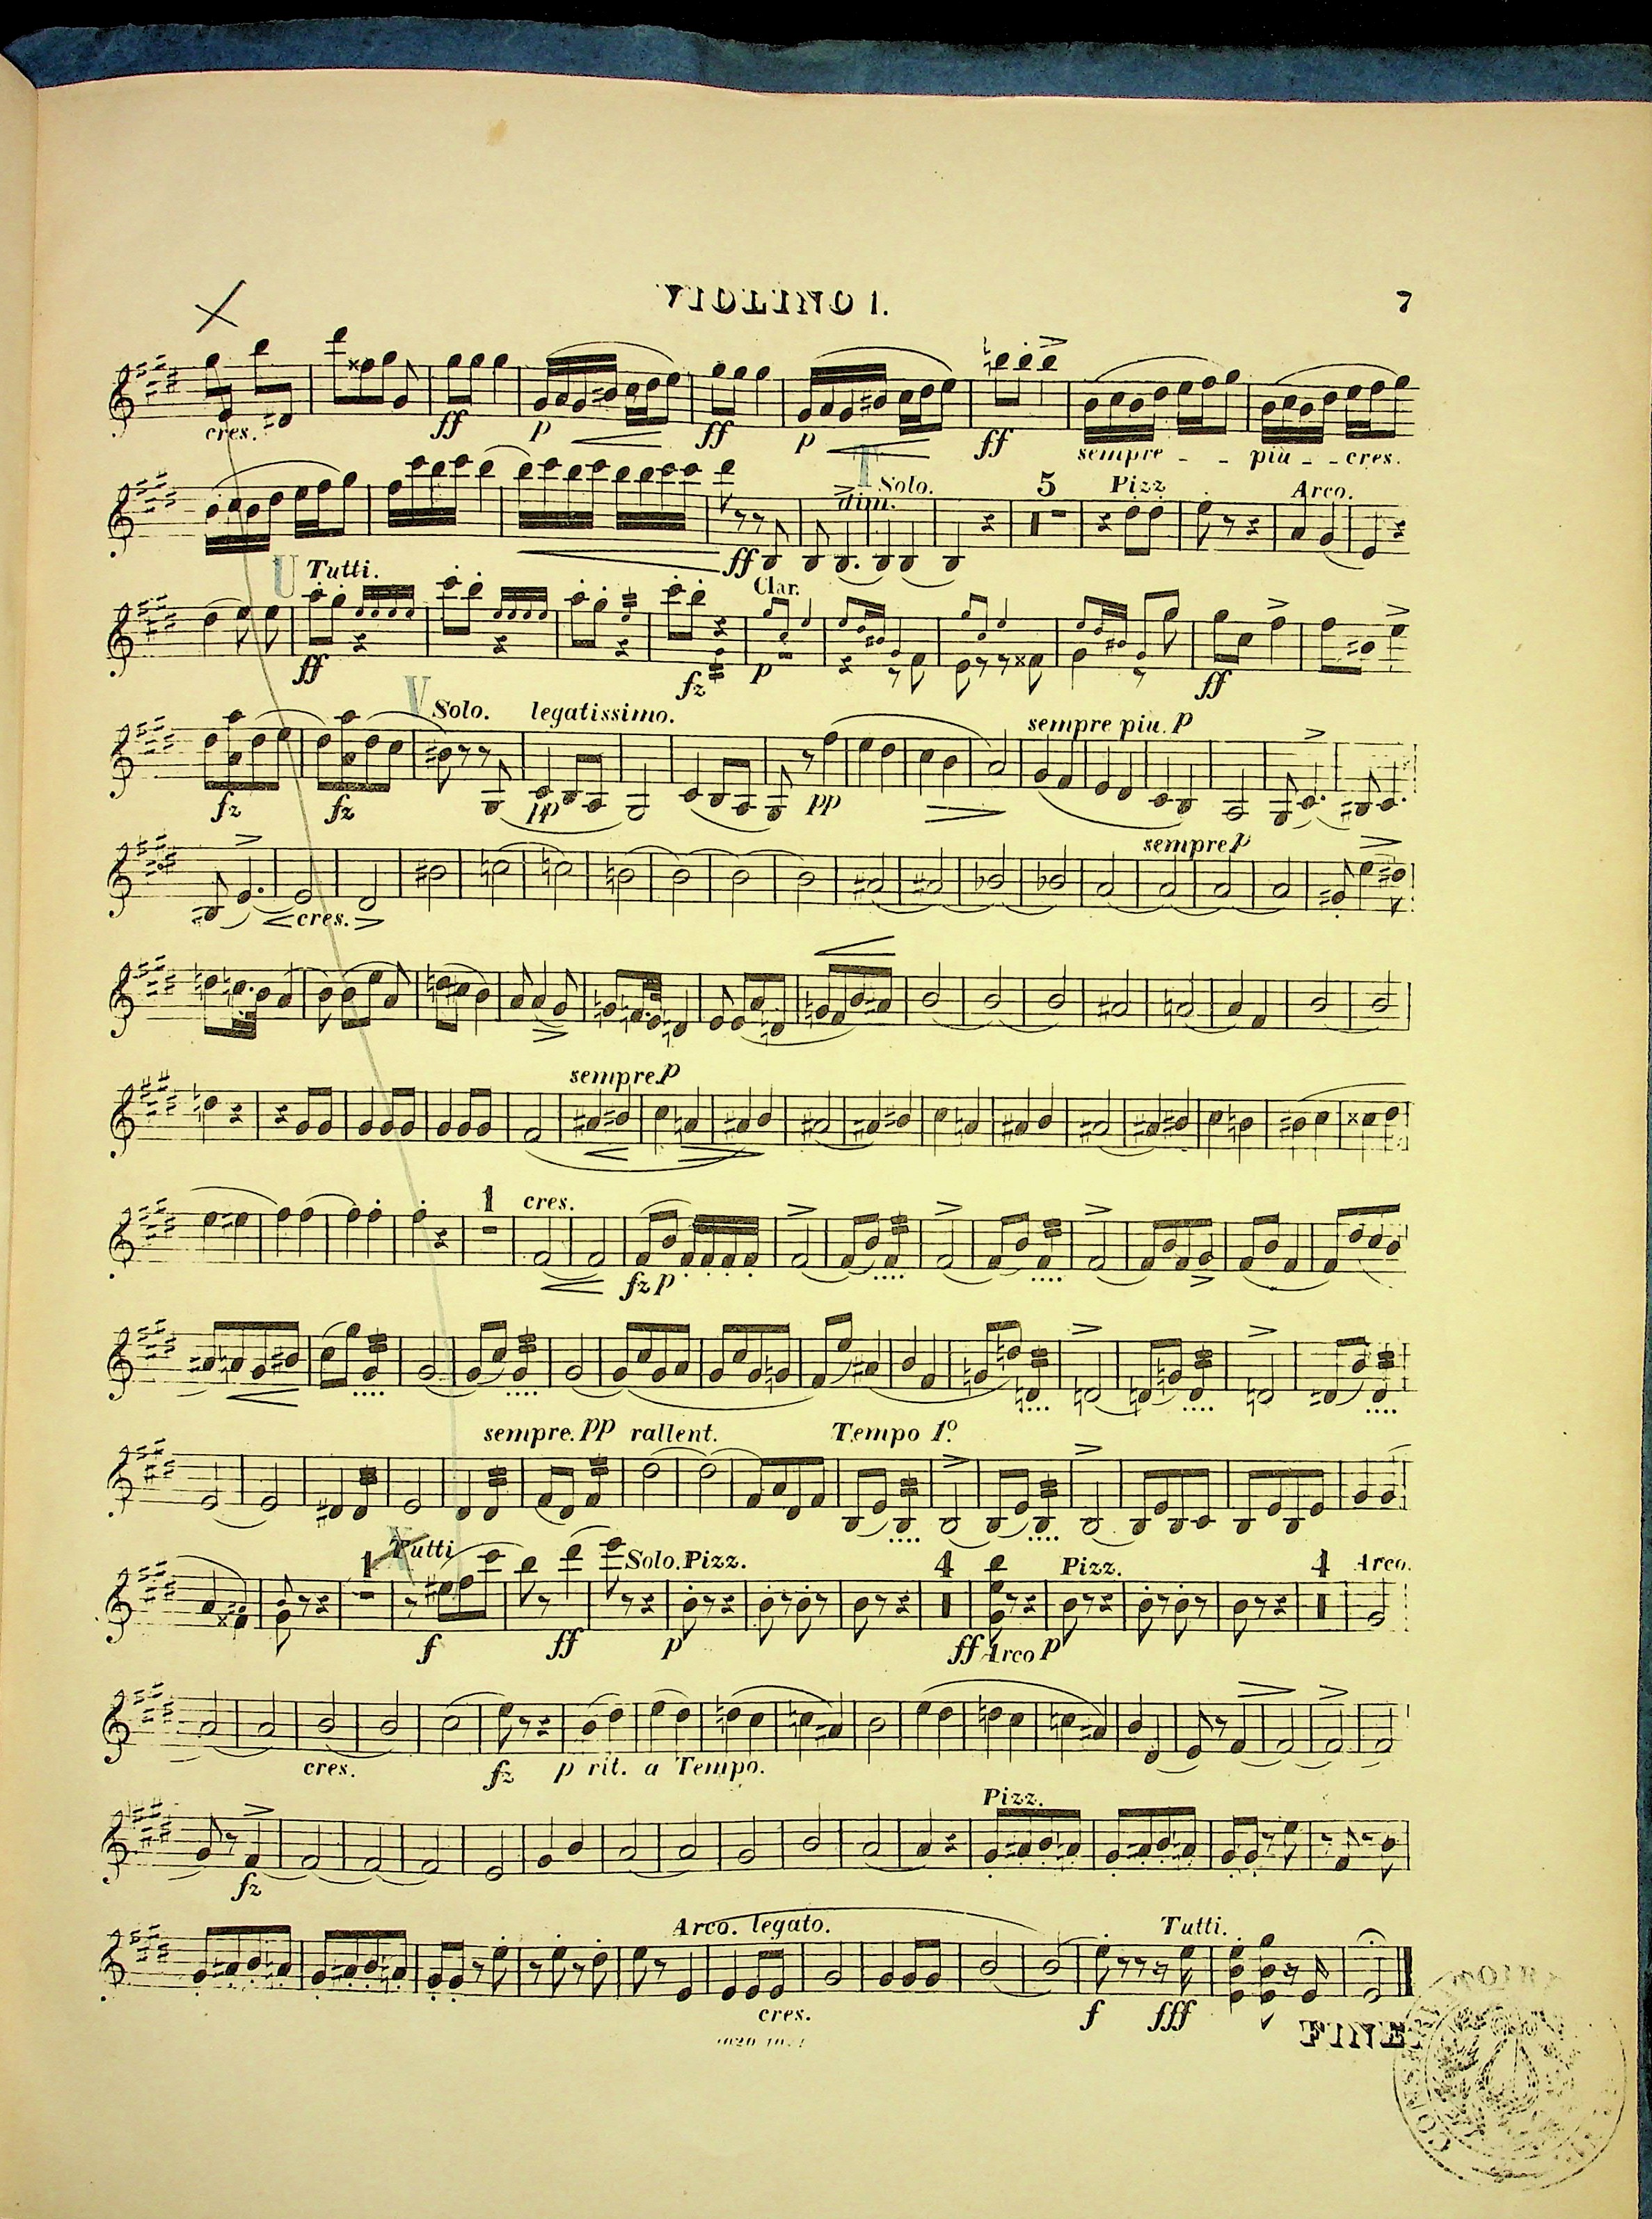 VIOLINO 1. 7
cres. ff p ff p ff sempre - - più - - cres.
T Solo. 5 Pizz Arco.
dim.
ff
U Tutti. Clar.
ff fz p ff
V Solo. legatissimo. sempre piu. p
fz fz pp pp
sempre p
cres.
sempre. p
1 cres.
fz p
sempre. pp rallent. Tempo 1º.
1 Tutti Solo. Pizz. 4 Pizz. 4 Arco.
f ff p ff Arco p
cres. fz p rit. a Tempo.
Pizz.
fz
Arco. legato. Tutti.
cres. f fff
FINE